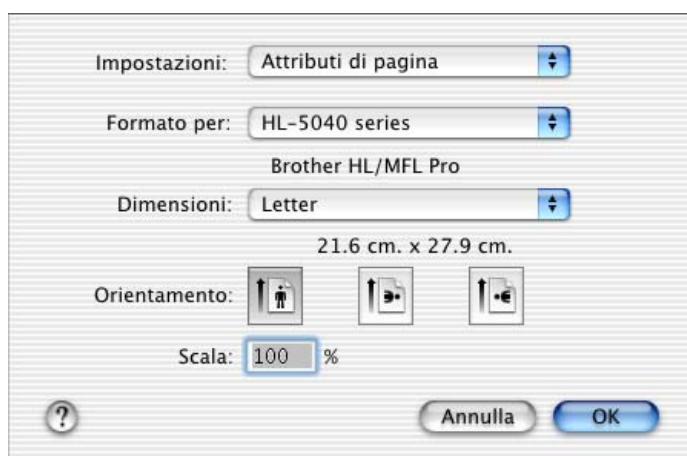 Impostazioni: Attributi di pagina
Formato per: HL-5040 series
Brother HL/MFL Pro
Dimensioni: Letter
21.6 cm. x 27.9 cm.
Orientamento:
Scala: 100 %
? Annulla OK